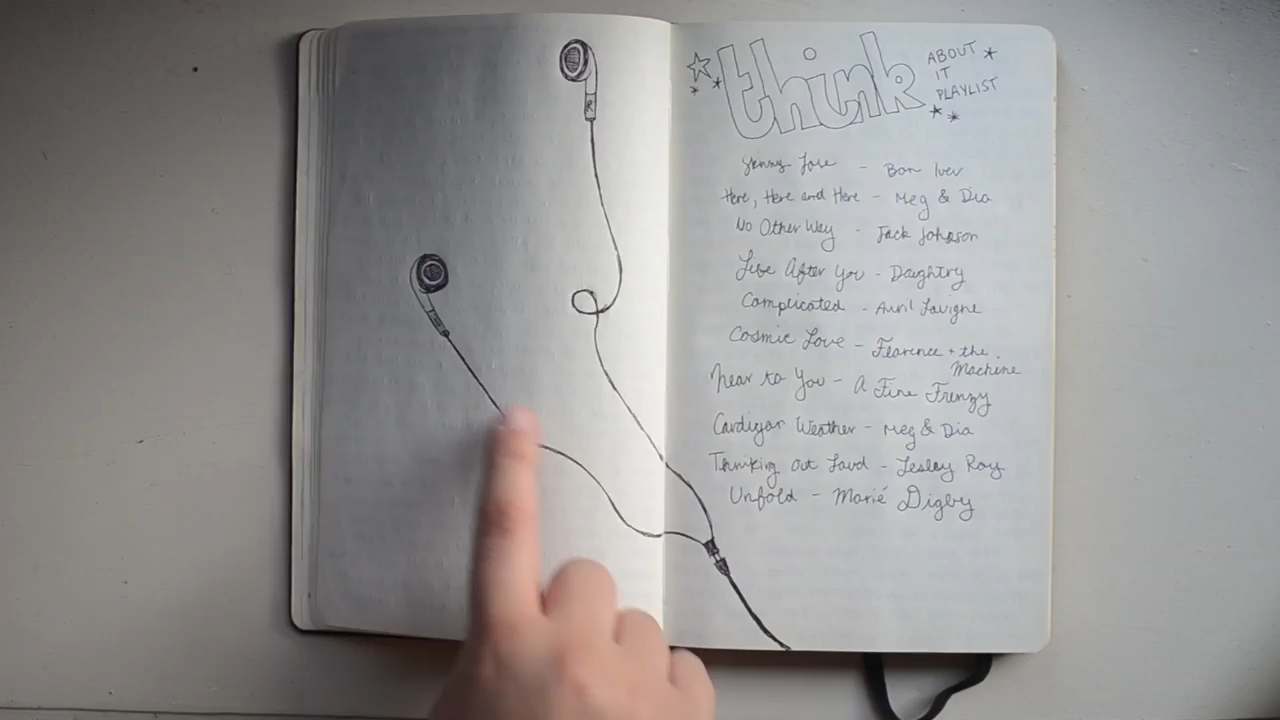 think ABOUT
IT
PLAYLIST
Skinny Love - Bon Iver
Here, Here and Here - Meg & Dia
No Other Way - Jack Johnson
Life After You - Daughtry
Complicated - Avril Lavigne
Cosmic Love - Florence + the
Machine
Near to You - A Fine Frenzy
Cardigan Weather - Meg & Dia
Thinking Out Loud - Lesley Roy
Unfold - Marié Digby
R